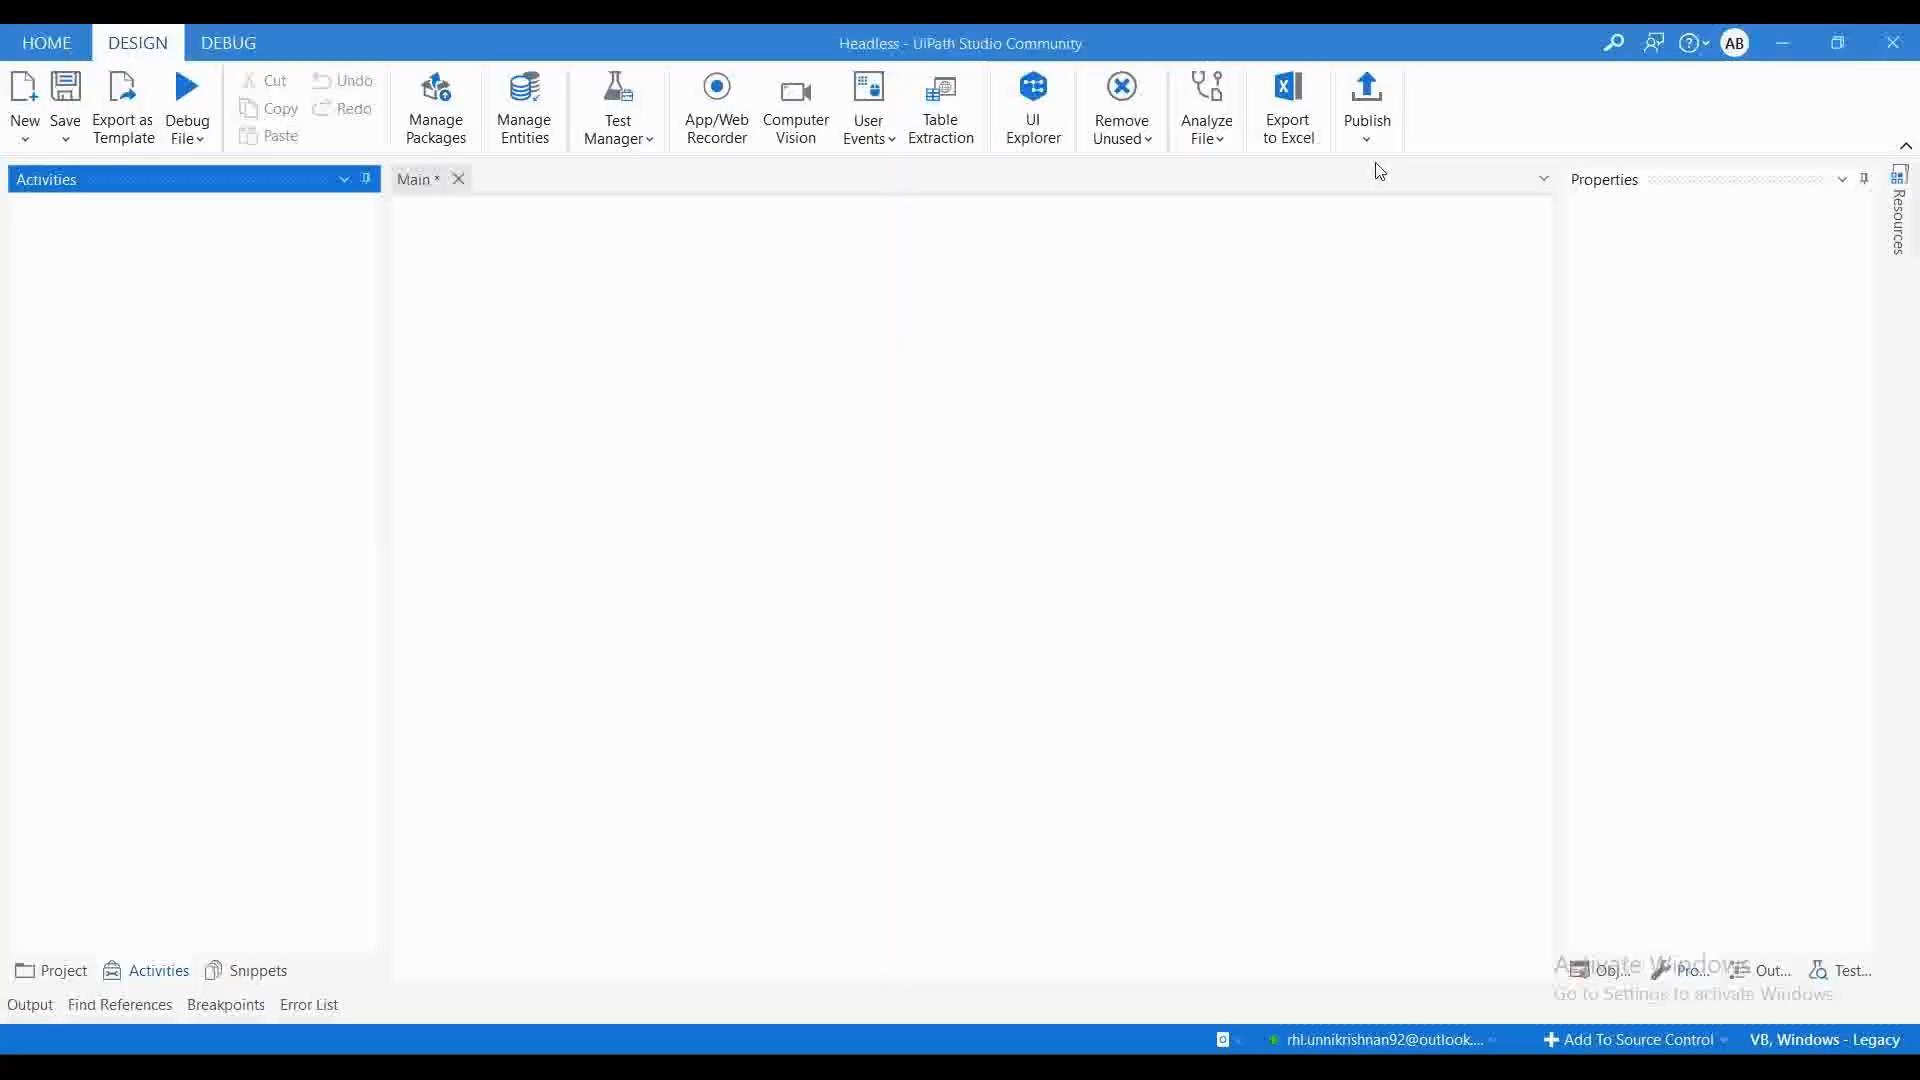 HOME DESIGN DEBUG Headless - UiPath Studio Community AB
New Save Export as Template Debug File Cut Copy Paste Undo Redo Manage Packages Manage Entities Test Manager App/Web Recorder Computer Vision User Events Table Extraction UI Explorer Remove Unused Analyze File Export to Excel Publish
Activities Main * Properties
Resources
Project Activities Snippets Obj... Pro... Out... Test...
Activate Windows
Go to Settings to activate Windows.
Output Find References Breakpoints Error List
rhl.unnikrishnan92@outlook.... Add To Source Control VB, Windows - Legacy